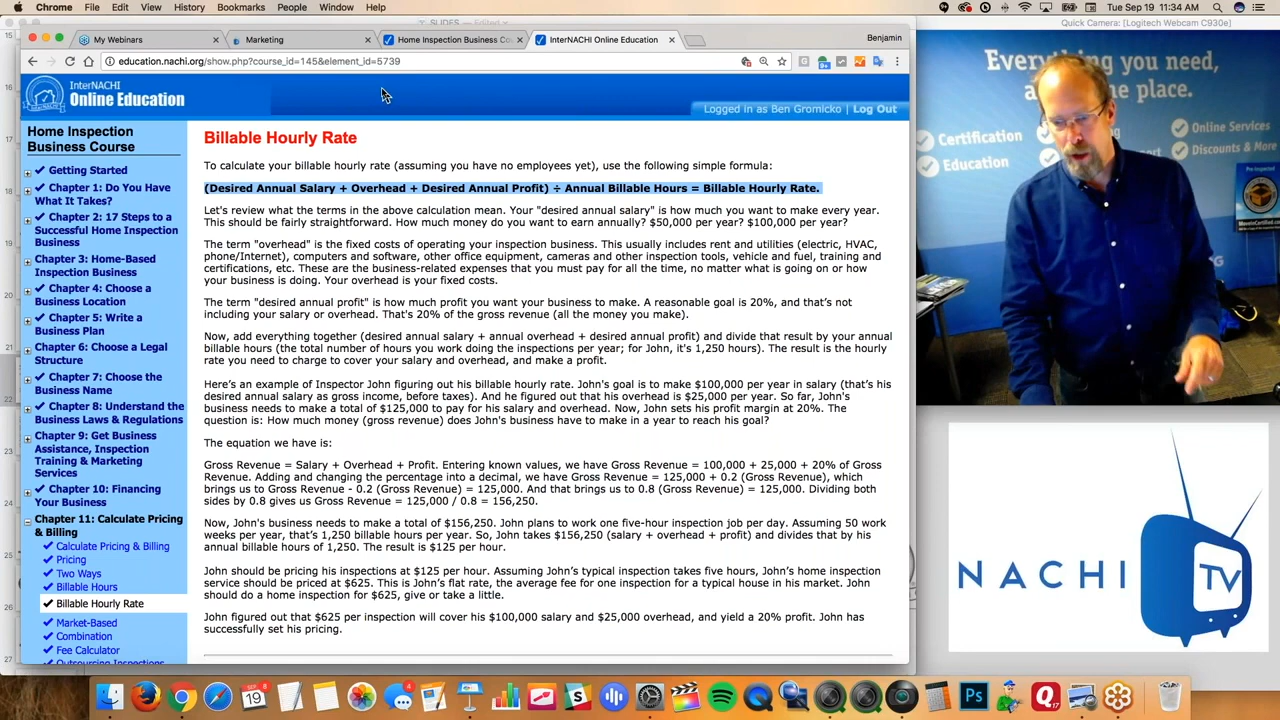 Chrome File Edit View History Bookmarks People Window Help
Tue Sep 19 11:34 AM
SLIDES — Edited
Quick Camera: [Logitech Webcam C930e]
My Webinars
Marketing
Home Inspection Business Cou
InterNACHI Online Education
Benjamin
education.nachi.org/show.php?course_id=145&element_id=5739
InterNACHI
Online Education
Logged in as Ben Gromicko | Log Out
Home Inspection
Business Course
Getting Started
Chapter 1: Do You Have
What It Takes?
Chapter 2: 17 Steps to a
Successful Home Inspection
Business
Chapter 3: Home-Based
Inspection Business
Chapter 4: Choose a
Business Location
Chapter 5: Write a
Business Plan
Chapter 6: Choose a Legal
Structure
Chapter 7: Choose the
Business Name
Chapter 8: Understand the
Business Laws & Regulations
Chapter 9: Get Business
Assistance, Inspection
Training & Marketing
Services
Chapter 10: Financing
Your Business
Chapter 11: Calculate Pricing
& Billing
Calculate Pricing & Billing
Pricing
Two Ways
Billable Hours
Billable Hourly Rate
Market-Based
Combination
Fee Calculator
Outsourcing Inspections
Billable Hourly Rate
To calculate your billable hourly rate (assuming you have no employees yet), use the following simple formula:
(Desired Annual Salary + Overhead + Desired Annual Profit) ÷ Annual Billable Hours = Billable Hourly Rate.
Let's review what the terms in the above calculation mean. Your "desired annual salary" is how much you want to make every year.
This should be fairly straightforward. How much money do you want to earn annually? $50,000 per year? $100,000 per year?
The term "overhead" is the fixed costs of operating your inspection business. This usually includes rent and utilities (electric, HVAC,
phone/Internet), computers and software, other office equipment, cameras and other inspection tools, vehicle and fuel, training and
certifications, etc. These are the business-related expenses that you must pay for all the time, no matter what is going on or how
your business is doing. Your overhead is your fixed costs.
The term "desired annual profit" is how much profit you want your business to make. A reasonable goal is 20%, and that's not
including your salary or overhead. That's 20% of the gross revenue (all the money you make).
Now, add everything together (desired annual salary + annual overhead + desired annual profit) and divide that result by your annual
billable hours (the total number of hours you work doing the inspections per year; for John, it's 1,250 hours). The result is the hourly
rate you need to charge to cover your salary and overhead, and make a profit.
Here's an example of Inspector John figuring out his billable hourly rate. John's goal is to make $100,000 per year in salary (that's his
desired annual salary as gross income, before taxes). And he figured out that his overhead is $25,000 per year. So far, John's
business needs to make a total of $125,000 to pay for his salary and overhead. Now, John sets his profit margin at 20%. The
question is: How much money (gross revenue) does John's business have to make in a year to reach his goal?
The equation we have is:
Gross Revenue = Salary + Overhead + Profit. Entering known values, we have Gross Revenue = 100,000 + 25,000 + 20% of Gross
Revenue. Adding and changing the percentage into a decimal, we have Gross Revenue = 125,000 + 0.2 (Gross Revenue), which
brings us to Gross Revenue - 0.2 (Gross Revenue) = 125,000. And that brings us to 0.8 (Gross Revenue) = 125,000. Dividing both
sides by 0.8 gives us Gross Revenue = 125,000 / 0.8 = 156,250.
Now, John's business needs to make a total of $156,250. John plans to work one five-hour inspection job per day. Assuming 50 work
weeks per year, that's 1,250 billable hours per year. So, John takes $156,250 (salary + overhead + profit) and divides that by his
annual billable hours of 1,250. The result is $125 per hour.
John should be pricing his inspections at $125 per hour. Assuming John's typical inspection takes five hours, John's home inspection
service should be priced at $625. This is John's flat rate, the average fee for one inspection for a typical house in his market. John
should do a home inspection for $625, give or take a little.
John figured out that $625 per inspection will cover his $100,000 salary and $25,000 overhead, and yield a 20% profit. John has
successfully set his pricing.
Everything you need,
place.
Certification
Education
Online Services
Discounts & More
NACHI TV